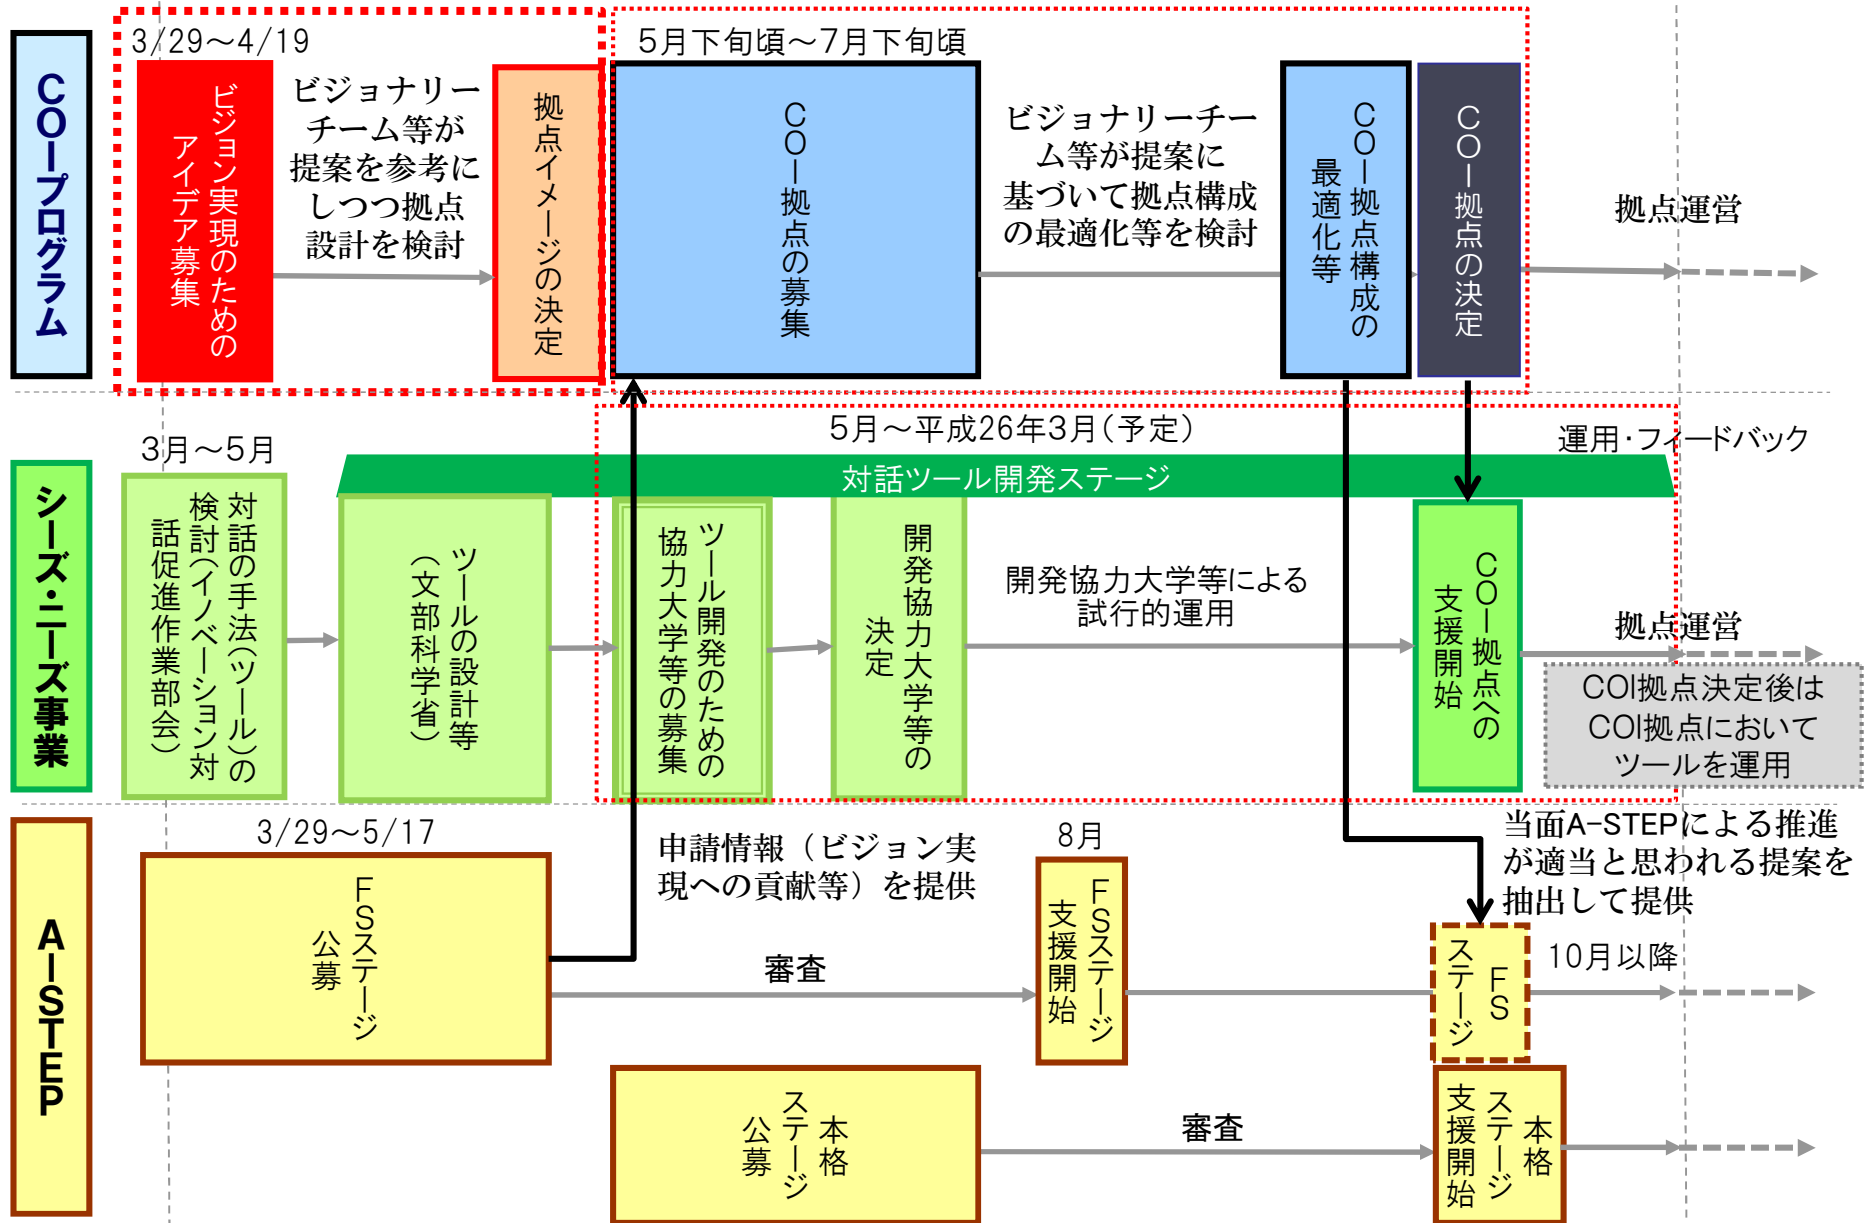 COIプログラム
3/29～4/19
ビジョン実現のための
アイデア募集
ビジョナリー
チーム等が
提案を参考に
しつつ拠点
設計を検討
拠点イメージの決定
5月下旬頃～7月下旬頃
COI拠点の募集
ビジョナリーチー
ム等が提案に
基づいて拠点構成
の最適化等を検討
COI拠点構成の
最適化等
COI拠点の決定
拠点運営
シーズ・ニーズ事業
3月～5月
対話の手法（ツール）の
検討（イノベーション対
話促進作業部会）
5月～平成26年3月（予定）
運用・フィードバック
対話ツール開発ステージ
ツールの設計等
（文部科学省）
ツール開発のための
協力大学等の募集
開発協力大学等の
決定
開発協力大学等による
試行的運用
COI拠点への
支援開始
拠点運営
COI拠点決定後は
COI拠点において
ツールを運用
A-STEP
3/29～5/17
FSステージ
公募
申請情報（ビジョン実
現への貢献等）を提供
審査
8月
FSステージ
支援開始
当面A-STEPによる推進
が適当と思われる提案を
抽出して提供
FS
ステージ
10月以降
本格
ステージ
公募
審査
本格
ステージ
支援開始